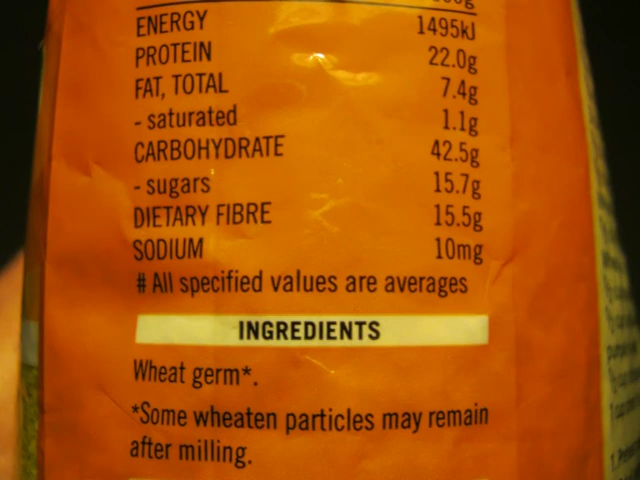 ENERGY 1495kJ
PROTEIN 22.0g
FAT, TOTAL 7.4g
- saturated 1.1g
CARBOHYDRATE 42.5g
- sugars 15.7g
DIETARY FIBRE 15.5g
SODIUM 10mg
# All specified values are averages
INGREDIENTS
Wheat germ*.
*Some wheaten particles may remain
after milling.